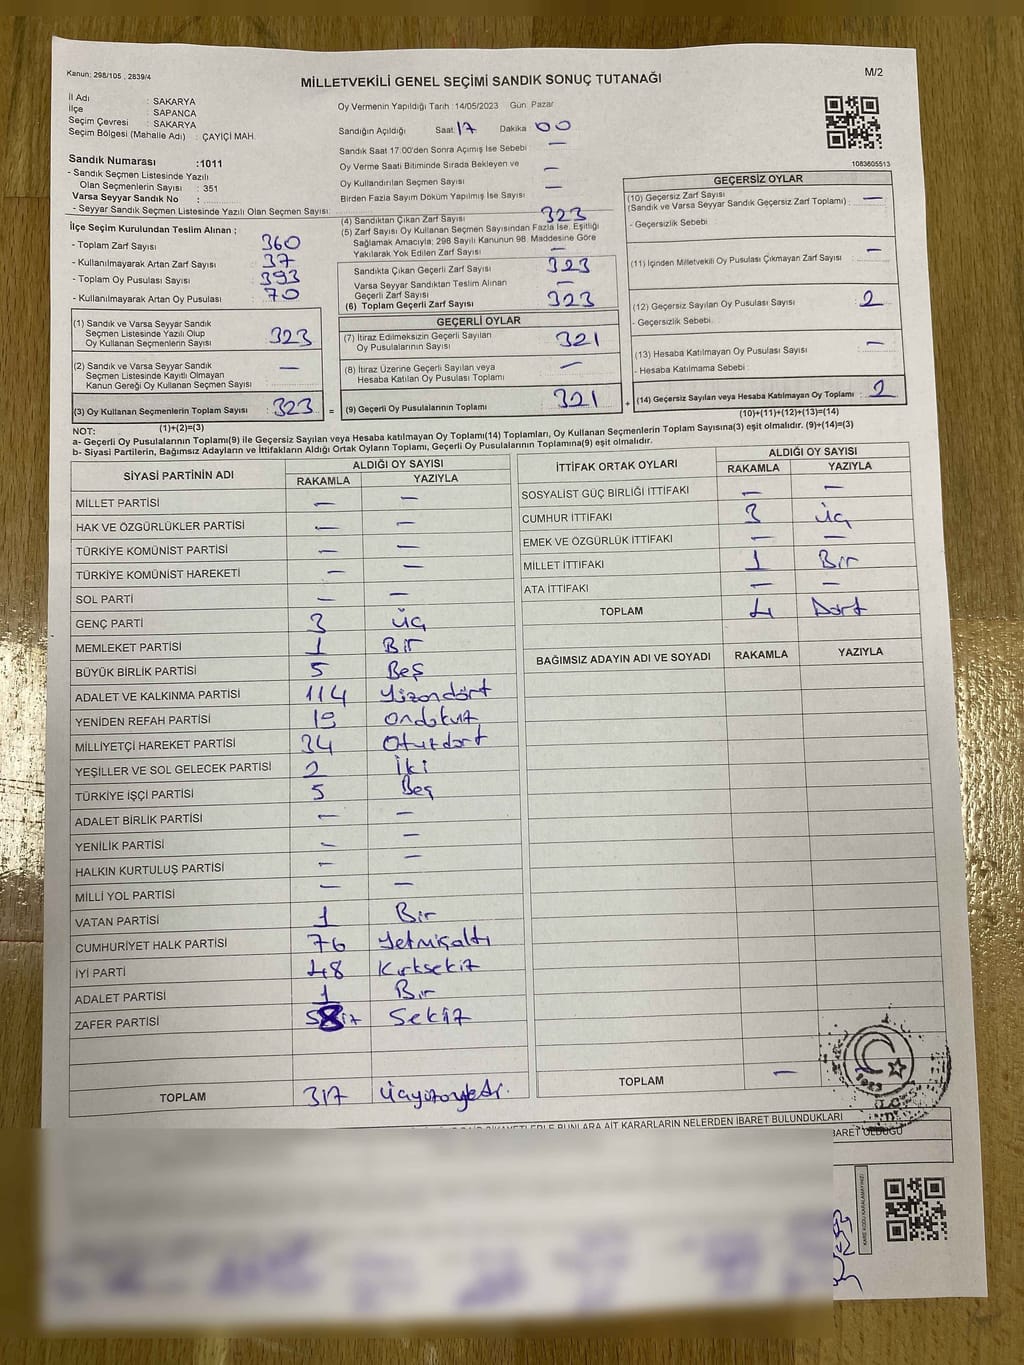 Kanun: 298/105 , 2839/4
MİLLETVEKİLİ GENEL SEÇİMİ SANDIK SONUÇ TUTANAĞI
M/2
İl Adı : SAKARYA
İlçe : SAPANCA
Seçim Çevresi : SAKARYA
Seçim Bölgesi (Mahalle Adı) : ÇAYİÇİ MAH.
Sandık Numarası :1011
- Sandık Seçmen Listesinde Yazılı
Olan Seçmenlerin Sayısı : 351
Varsa Seyyar Sandık No :
- Seyyar Sandık Seçmen Listesinde Yazılı Olan Seçmen Sayısı:
Oy Vermenin Yapıldığı Tarih :14/05/2023 Gün: Pazar
Sandığın Açıldığı Saat 17 Dakika : 00
Sandık Saat 17:00'den Sonra Açımış İse Sebebi : —
Oy Verme Saati Bitiminde Sırada Bekleyen ve
Oy Kullandırılan Seçmen Sayısı —
Birden Fazla Sayım Döküm Yapılmış İse Sayısı —
1083605513
İlçe Seçim Kurulundan Teslim Alınan ;
- Toplam Zarf Sayısı : 360
- Kullanılmayarak Artan Zarf Sayısı : 37
- Toplam Oy Pusulası Sayısı : 393
- Kullanılmayarak Artan Oy Pusulası : 70
(1) Sandık ve Varsa Seyyar Sandık
Seçmen Listesinde Yazılı Olup
Oy Kullanan Seçmenlerin Sayısı : 323
(2) Sandık ve Varsa Seyyar Sandık
Seçmen Listesinde Kayıtlı Olmayan
Kanun Gereği Oy Kullanan Seçmen Sayısı : —
(3) Oy Kullanan Seçmenlerin Toplam Sayısı : 323 =
(1)+(2)=(3)
(4) Sandıktan Çıkan Zarf Sayısı 323
(5) Zarf Sayısı Oy Kullanan Seçmen Sayısından Fazla İse, Eşitliği
Sağlamak Amacıyla; 298 Sayılı Kanunun 98. Maddesine Göre
Yakılarak Yok Edilen Zarf Sayısı —
Sandıkta Çıkan Geçerli Zarf Sayısı 323
Varsa Seyyar Sandıktan Teslim Alınan
Geçerli Zarf Sayısı —
(6) Toplam Geçerli Zarf Sayısı 323
GEÇERLİ OYLAR
(7) İtiraz Edilmeksizin Geçerli Sayılan
Oy Pusulalarının Sayısı : 321
(8) İtiraz Üzerine Geçerli Sayılan veya
Hesaba Katılan Oy Pusulası Toplamı : —
(9) Geçerli Oy Pusulalarının Toplamı : 321 +
GEÇERSİZ OYLAR
(10) Geçersiz Zarf Sayısı
(Sandık ve Varsa Seyyar Sandık Geçersiz Zarf Toplamı) : —
- Geçersizlik Sebebi :
(11) İçinden Milletvekili Oy Pusulası Çıkmayan Zarf Sayısı : —
(12) Geçersiz Sayılan Oy Pusulası Sayısı : 2
- Geçersizlik Sebebi :
(13) Hesaba Katılmayan Oy Pusulası Sayısı : —
- Hesaba Katılmama Sebebi :
(14) Geçersiz Sayılan veya Hesaba Katılmayan Oy Toplamı : 2
(10)+(11)+(12)+(13)=(14)
NOT:
a- Geçerli Oy Pusulalarının Toplamı(9) ile Geçersiz Sayılan veya Hesaba katılmayan Oy Toplamı(14) Toplamları, Oy Kullanan Seçmenlerin Toplam Sayısına(3) eşit olmalıdır. (9)+(14)=(3)
b- Siyasi Partilerin, Bağımsız Adayların ve İttifakların Aldığı Ortak Oyların Toplamı, Geçerli Oy Pusulalarının Toplamına(9) eşit olmalıdır.
SİYASİ PARTİNİN ADI ALDIĞI OY SAYISI
RAKAMLA YAZIYLA
MİLLET PARTİSİ — —
HAK VE ÖZGÜRLÜKLER PARTİSİ — —
TÜRKİYE KOMÜNİST PARTİSİ — —
TÜRKİYE KOMÜNİST HAREKETİ — —
SOL PARTİ — —
GENÇ PARTİ 3 üç
MEMLEKET PARTİSİ 1 Bir
BÜYÜK BİRLİK PARTİSİ 5 Beş
ADALET VE KALKINMA PARTİSİ 114 Yüzondört
YENİDEN REFAH PARTİSİ 19 Ondokuz
MİLLİYETÇİ HAREKET PARTİSİ 34 Otuzdört
YEŞİLLER VE SOL GELECEK PARTİSİ 2 İki
TÜRKİYE İŞÇİ PARTİSİ 5 Beş
ADALET BİRLİK PARTİSİ — —
YENİLİK PARTİSİ — —
HALKIN KURTULUŞ PARTİSİ — —
MİLLİ YOL PARTİSİ — —
VATAN PARTİSİ 1 Bir
CUMHURİYET HALK PARTİSİ 76 Yetmişaltı
İYİ PARTİ 48 Kırksekiz
ADALET PARTİSİ 1 Bir
ZAFER PARTİSİ 8 Sekiz
TOPLAM 317 Üçyüzonyedi.
İTTİFAK ORTAK OYLARI ALDIĞI OY SAYISI
RAKAMLA YAZIYLA
SOSYALİST GÜÇ BİRLİĞİ İTTİFAKI — —
CUMHUR İTTİFAKI 3 üç
EMEK VE ÖZGÜRLÜK İTTİFAKI — —
MİLLET İTTİFAKI 1 Bir
ATA İTTİFAKI — —
TOPLAM 4 Dört
BAĞIMSIZ ADAYIN ADI VE SOYADI RAKAMLA YAZIYLA
TOPLAM —
1923
ŞİKAYETLERLE BUNLARA AİT KARARLARIN NELERDEN İBARET BULUNDUKLARI
BARET OLDUĞU
KARE KODU KARALAMAYINIZ!